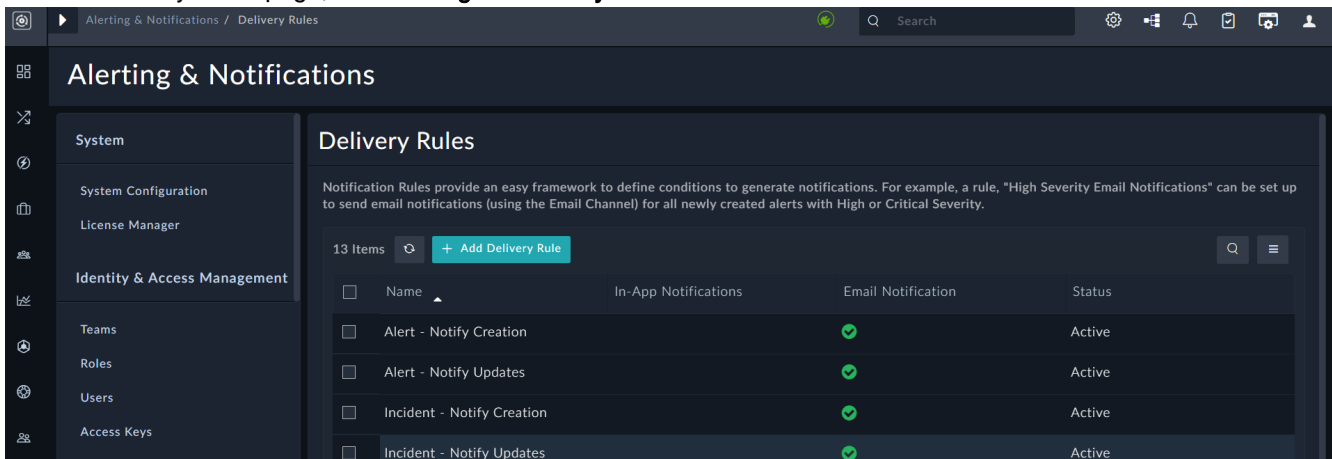 Alerting & Notifications / Delivery Rules
Search
Alerting & Notifications
System
System Configuration
License Manager
Identity & Access Management
Teams
Roles
Users
Access Keys
Delivery Rules
Notification Rules provide an easy framework to define conditions to generate notifications. For example, a rule, "High Severity Email Notifications" can be set up
to send email notifications (using the Email Channel) for all newly created alerts with High or Critical Severity.
13 Items + Add Delivery Rule
Name In-App Notifications Email Notification Status
Alert - Notify Creation Active
Alert - Notify Updates Active
Incident - Notify Creation Active
Incident - Notify Updates Active